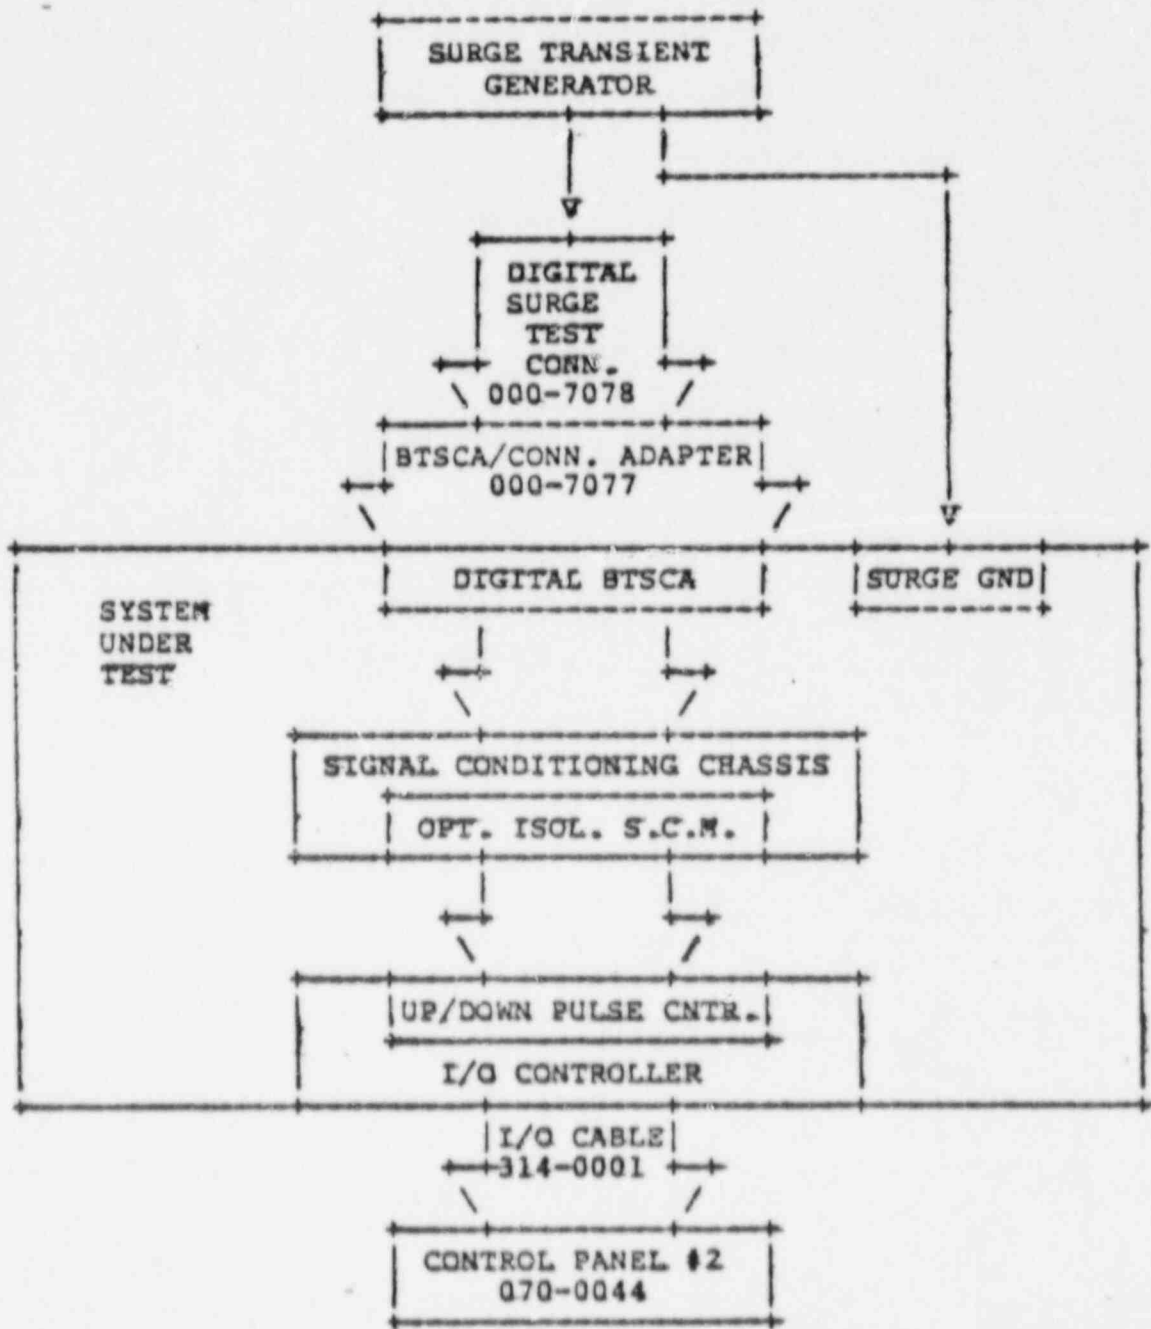 SURGE TRANSIENT
GENERATOR
DIGITAL
SURGE
TEST
CONN.
000-7078
BTSCA/CONN. ADAPTER
000-7077
DIGITAL BTSCA
SURGE GND
SYSTEM
UNDER
TEST
SIGNAL CONDITIONING CHASSIS
OPT. ISOL. S.C.M.
UP/DOWN PULSE CNTR.
I/O CONTROLLER
I/O CABLE
314-0001
CONTROL PANEL #2
070-0044